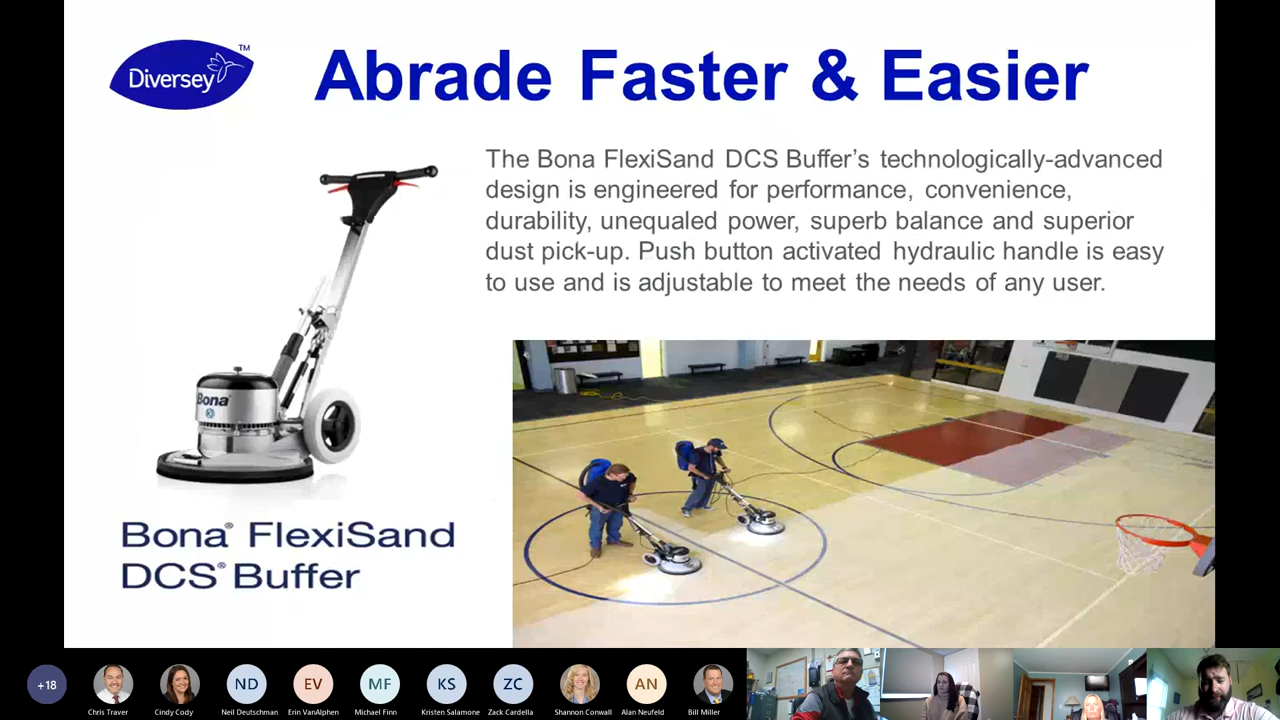 Diversey
TM
Abrade Faster & Easier
The Bona FlexiSand DCS Buffer’s technologically-advanced
design is engineered for performance, convenience,
durability, unequaled power, superb balance and superior
dust pick-up. Push button activated hydraulic handle is easy
to use and is adjustable to meet the needs of any user.
Bona
Bona® FlexiSand
DCS® Buffer
+18
ND
EV
MF
KS
ZC
AN
Chris Traver
Cindy Cody
Neil Deutschman
Erin VanAlphen
Michael Finn
Kristen Salamone
Zack Cardella
Shannon Conwall
Alan Neufeld
Bill Miller